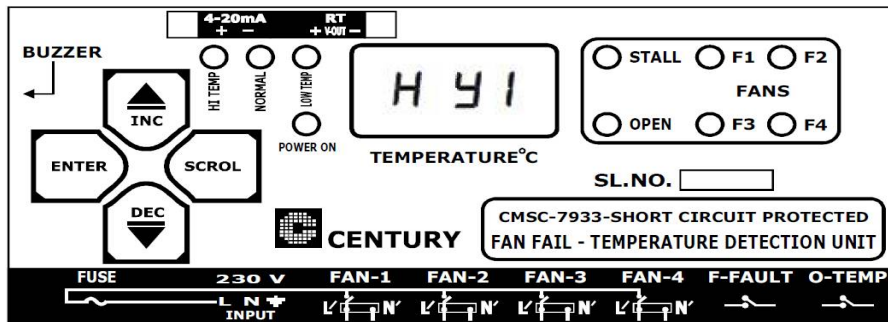 4-20mA RT
+ − + V-OUT −
BUZZER
HI TEMP
NORMAL
LOW TEMP
POWER ON
H Y1
TEMPERATURE°C
STALL F1 F2
FANS
OPEN F3 F4
INC
ENTER
SCROL
DEC
SL.NO.
C CENTURY
CMSC-7933-SHORT CIRCUIT PROTECTED
FAN FAIL - TEMPERATURE DETECTION UNIT
FUSE 230 V FAN-1 FAN-2 FAN-3 FAN-4 F-FAULT O-TEMP
L N L' N' L' N' L' N' L' N'
INPUT